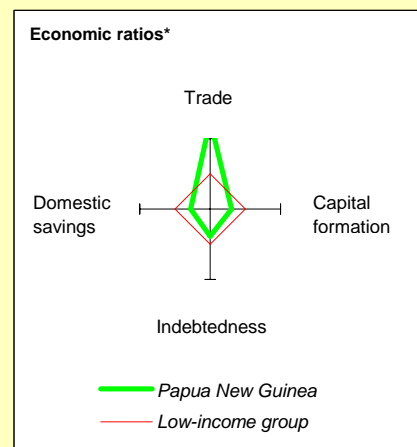 Economic ratios*
Trade
Domestic
savings
Capital
formation
Indebtedness
Papua New Guinea
Low-income group